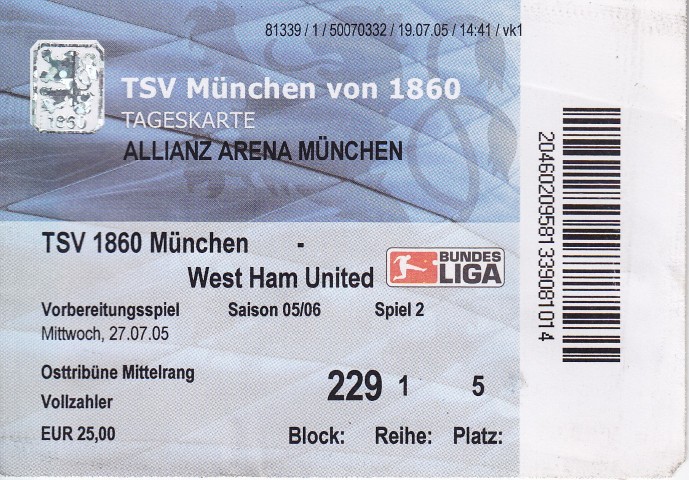 81339 / 1 / 50070332 / 19.07.05 / 14:41 / vk1
TSV München von 1860
TAGESKARTE
ALLIANZ ARENA MÜNCHEN
TSV 1860 München -
West Ham United
BUNDES
LIGA
Vorbereitungsspiel Saison 05/06 Spiel 2
Mittwoch, 27.07.05
Osttribüne Mittelrang
Vollzahler
EUR 25,00
229 1 5
Block: Reihe: Platz:
20460209581339081014
1860